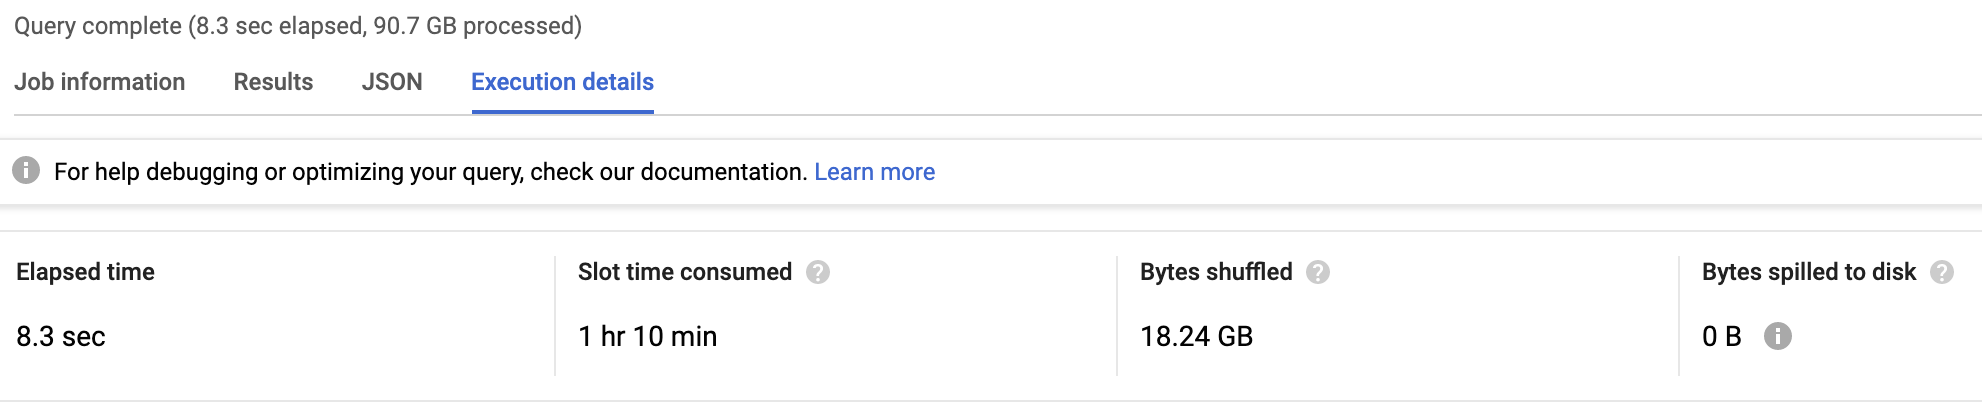 Query complete (8.3 sec elapsed, 90.7 GB processed)
Job information Results JSON Execution details
For help debugging or optimizing your query, check our documentation. Learn more
Elapsed time Slot time consumed Bytes shuffled Bytes spilled to disk
8.3 sec 1 hr 10 min 18.24 GB 0 B